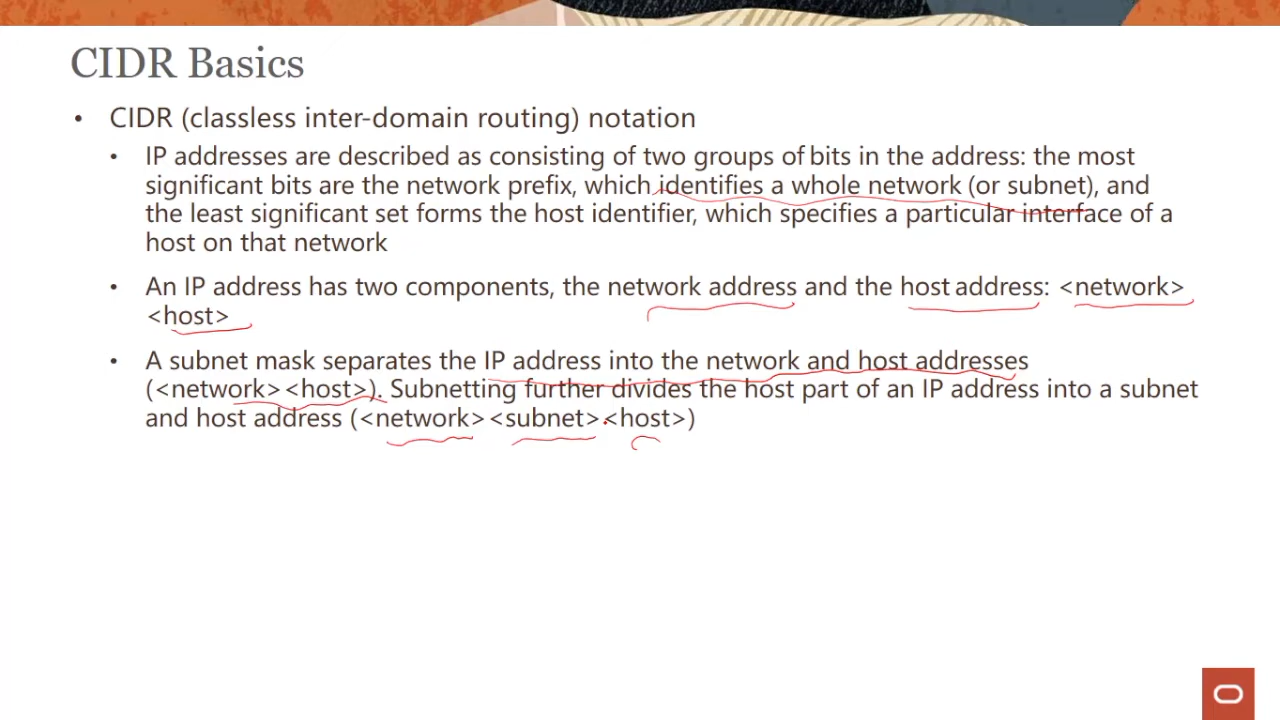 CIDR Basics
• CIDR (classless inter-domain routing) notation
• IP addresses are described as consisting of two groups of bits in the address: the most
significant bits are the network prefix, which identifies a whole network (or subnet), and
the least significant set forms the host identifier, which specifies a particular interface of a
host on that network
• An IP address has two components, the network address and the host address: <network>
<host>
• A subnet mask separates the IP address into the network and host addresses
(<network><host>). Subnetting further divides the host part of an IP address into a subnet
and host address (<network><subnet><host>)